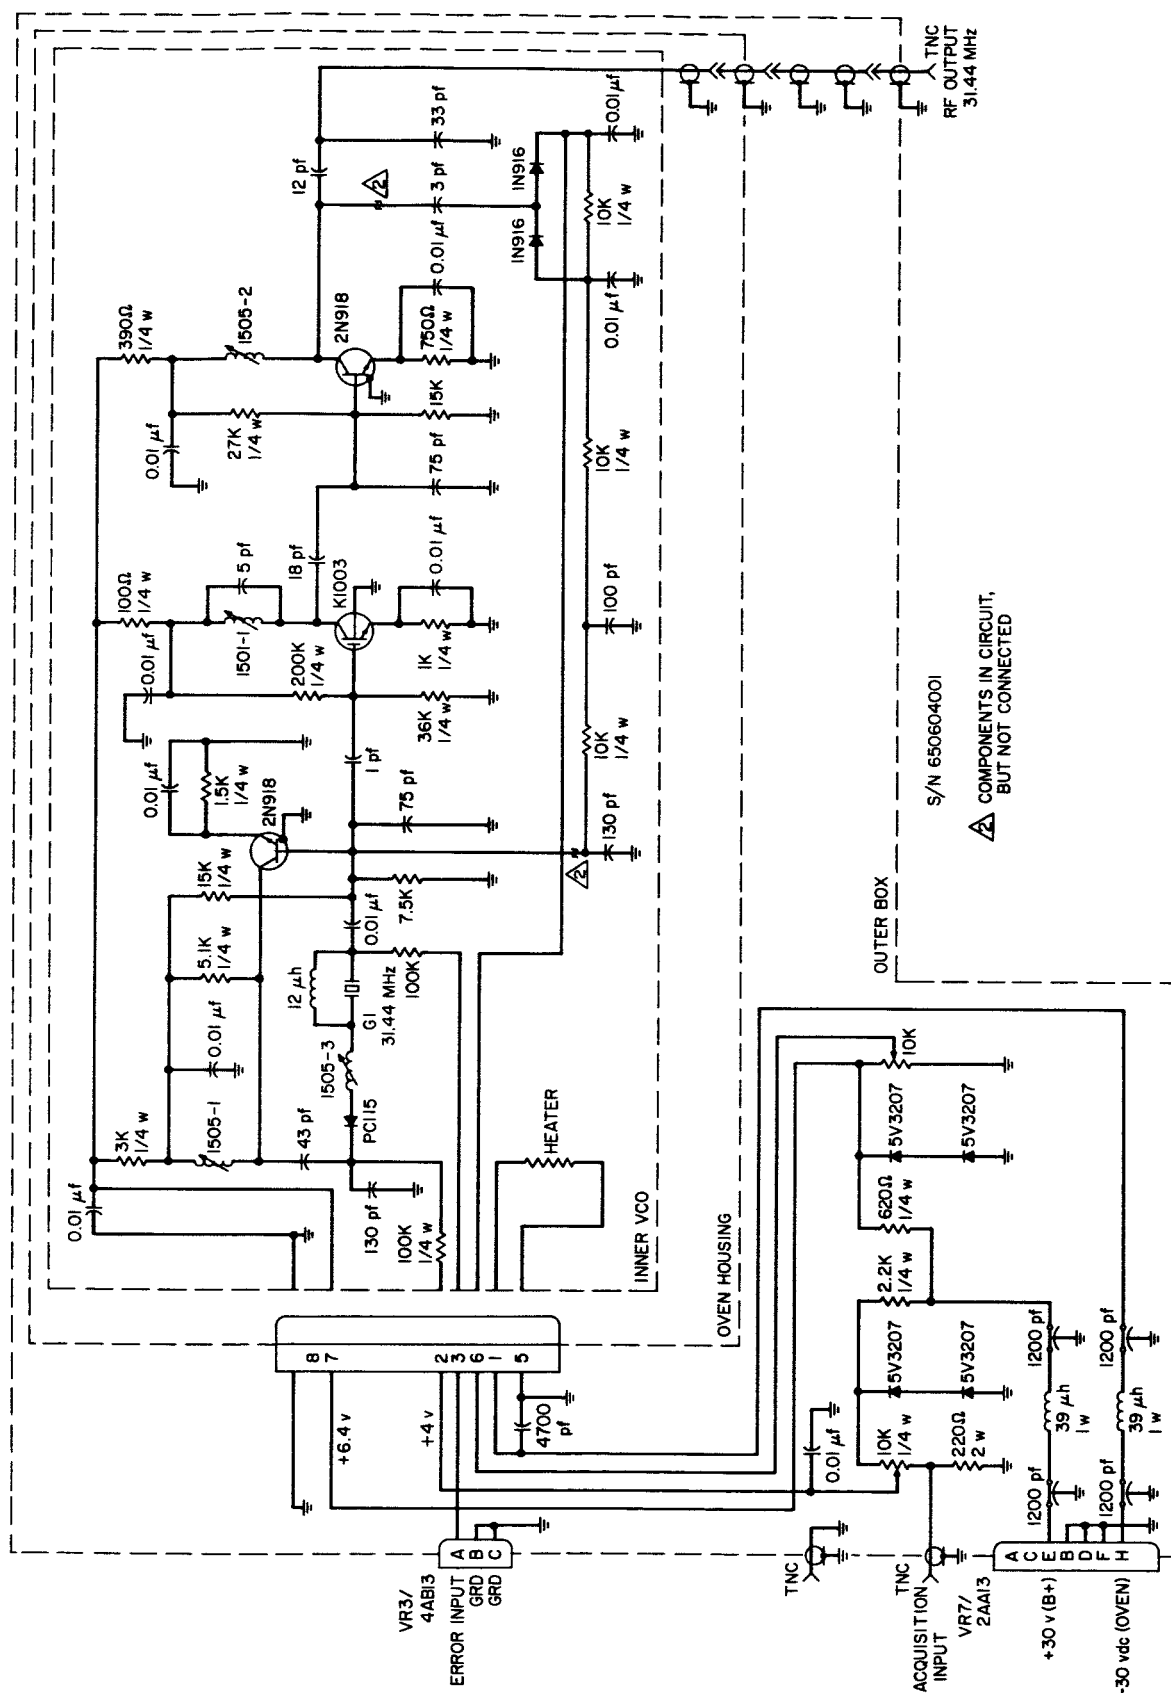 0.01 µf
3K
1/4 w
1505-1
0.01 µf
5.1K
1/4 w
15K
1/4 w
0.01 µf
1.5K
1/4 w
2N918
0.01 µf
100Ω
1/4 w
1501-1
5 pf
200K
1/4 w
18 pf
K1003
0.01 µf
27K
1/4 w
390Ω
1/4 w
1505-2
2N918
12 pf
33 pf
2
3 pf
0.01 µf
750Ω
1/4 w
15K
75 pf
0.01 µf
1K
1/4 w
36K
1/4 w
1 pf
75 pf
7.5K
0.01 µf
12 µh
G1
31.44 MHz
100K
1505-3
PC115
43 pf
130 pf
100K
1/4 w
HEATER
2
130 pf
10K
1/4 w
100 pf
10K
1/4 w
0.01 µf
10K
1/4 w
0.01 µf
1N916
1N916
INNER VCO
OVEN HOUSING
OUTER BOX
TNC
RF OUTPUT
31.44 MHz
8
7
2
3
6
1
5
+6.4 v
+4 v
4700
pf
VR3/
4AB13
ERROR INPUT A
GRD B
GRD C
TNC
TNC
ACQUISITION
INPUT
VR7/
2AA13
A
C
E
B
D
F
H
+30 v (B+)
-30 vdc (OVEN)
0.01 µf
10K
1/4 w
220Ω
2 w
5V3207
5V3207
2.2K
1/4 w
620Ω
1/4 w
5V3207
5V3207
10K
1200 pf
39 µh
1 w
1200 pf
1200 pf
39 µh
1 w
1200 pf
S/N 650604001
2 COMPONENTS IN CIRCUIT,
BUT NOT CONNECTED